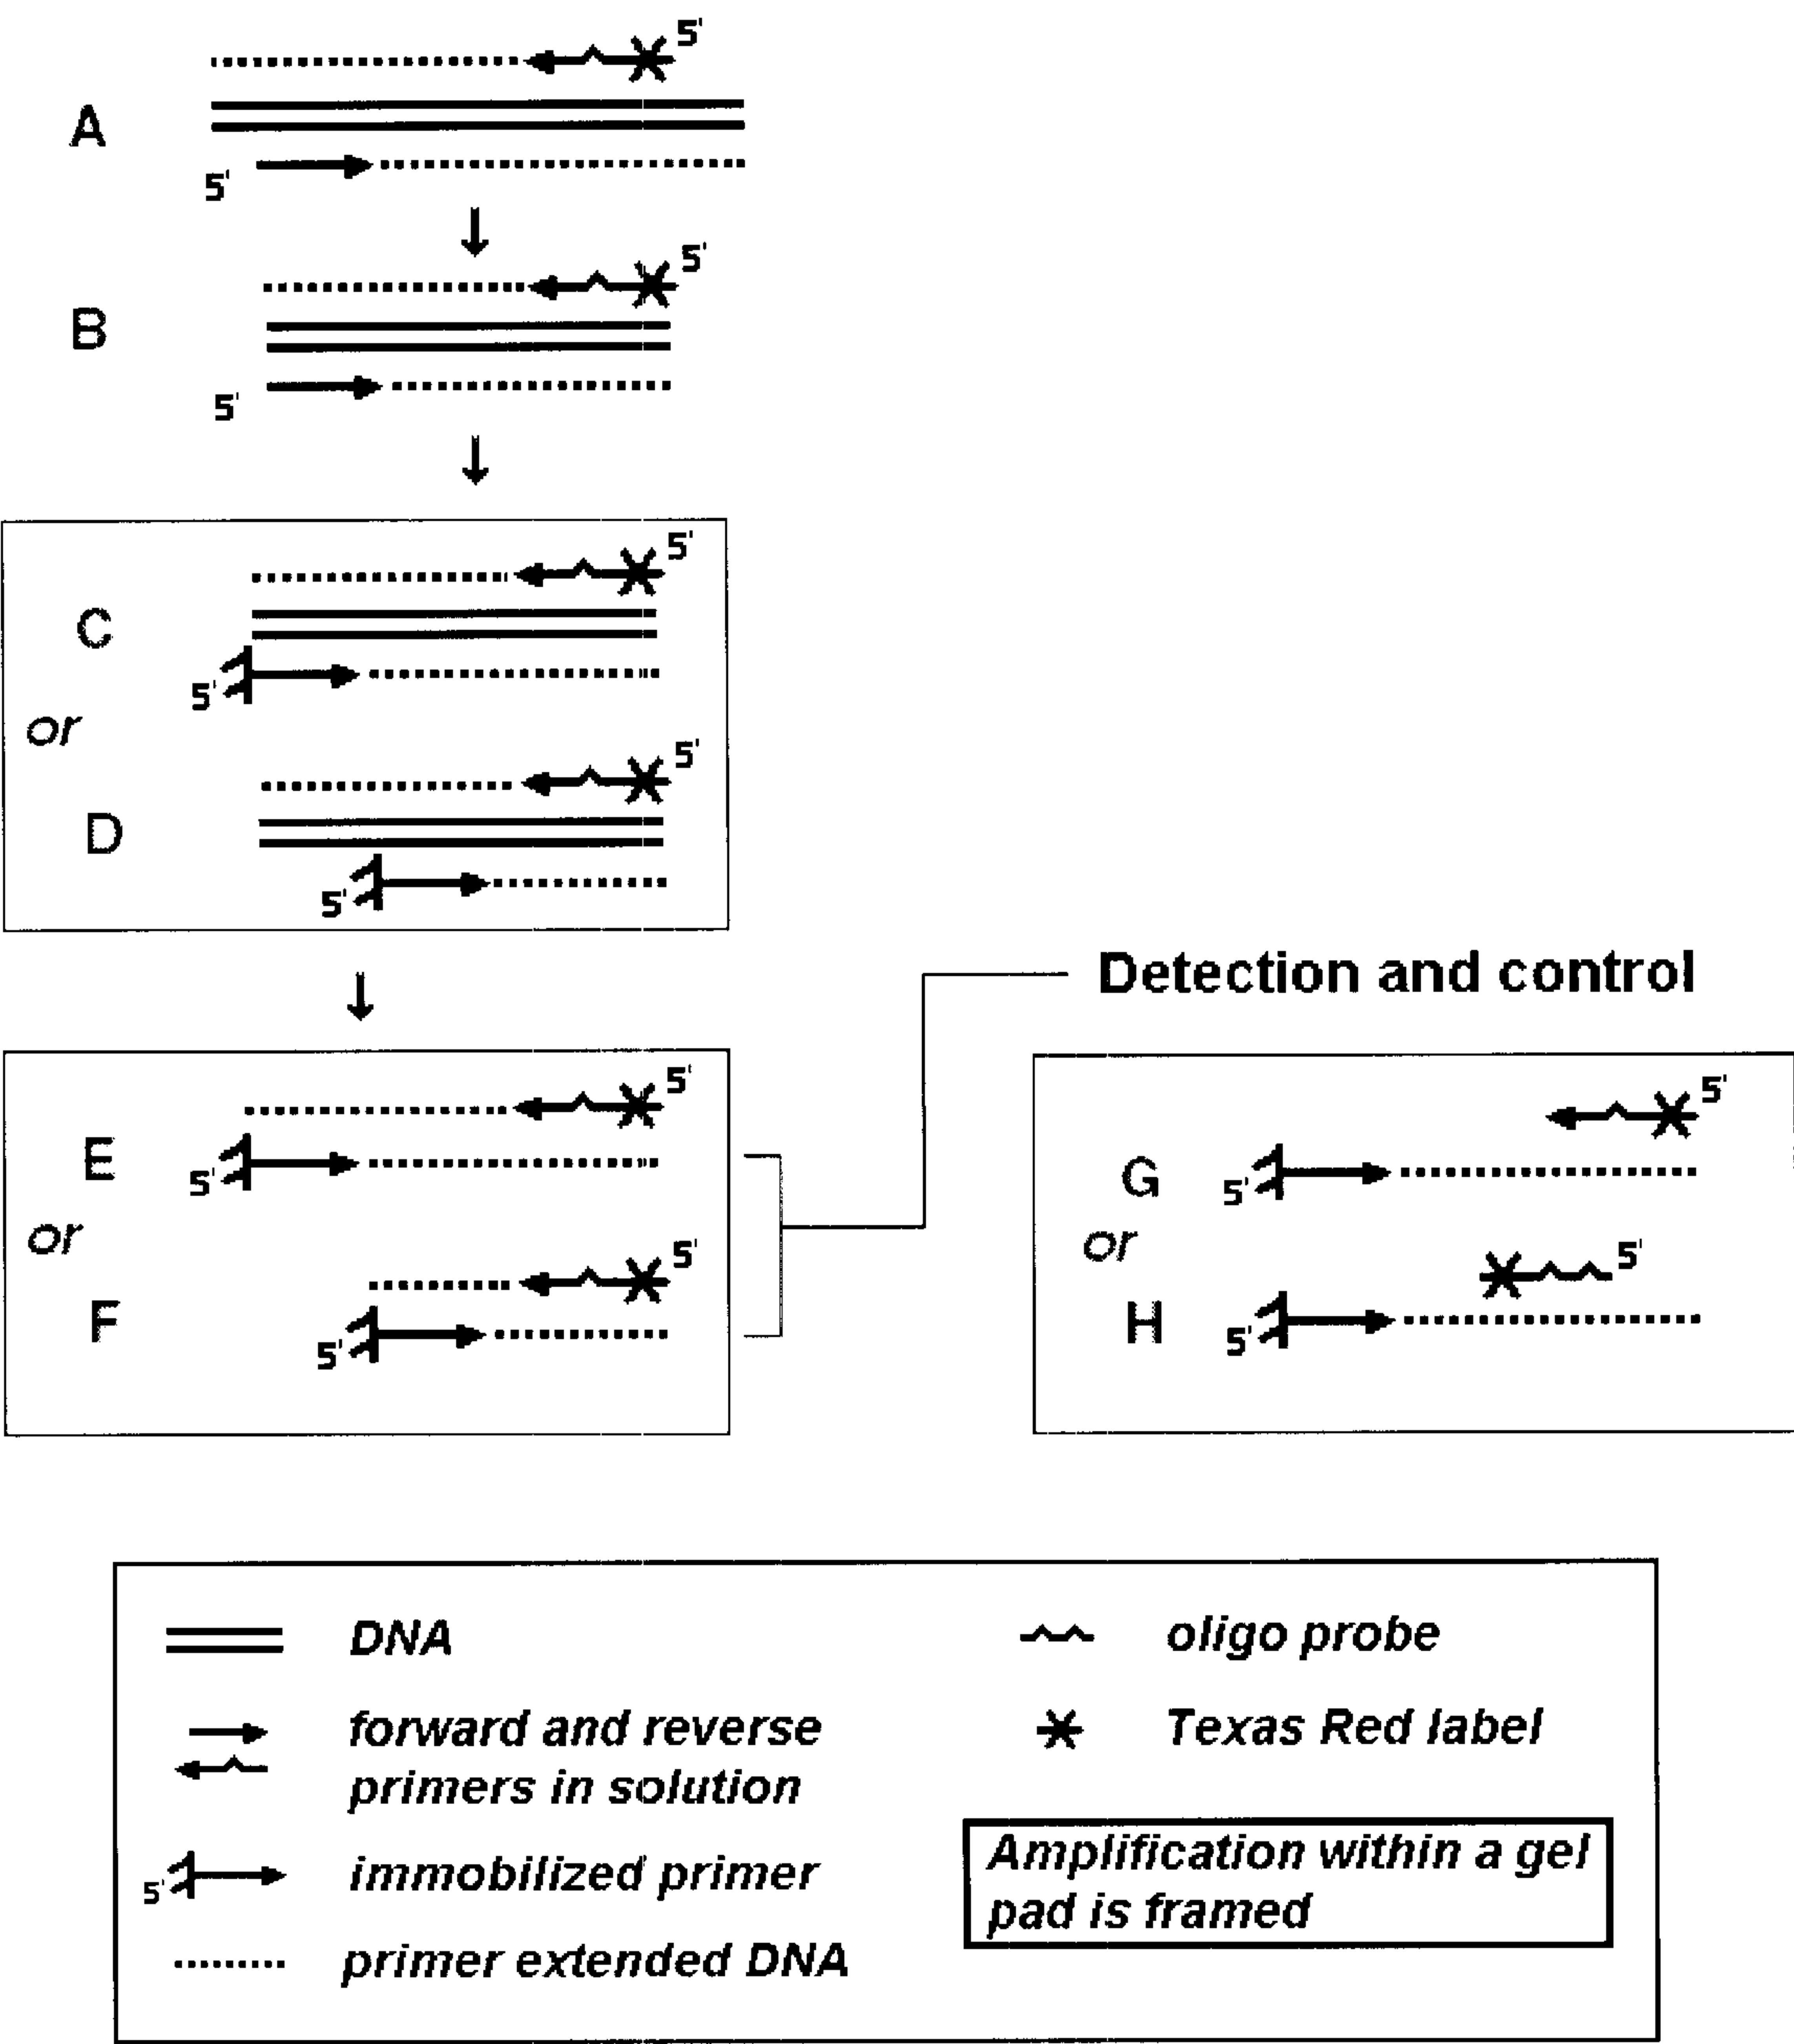 5'
A
5'
5'
B
5'
5'
C
5'
or
5'
D
5'
Detection and control
5'
E
5'
or
5'
F
5'
5'
G
5'
or
5'
H
5'
DNA
forward and reverse
primers in solution
5'
immobilized primer
primer extended DNA
oligo probe
Texas Red label
Amplification within a gel
pad is framed